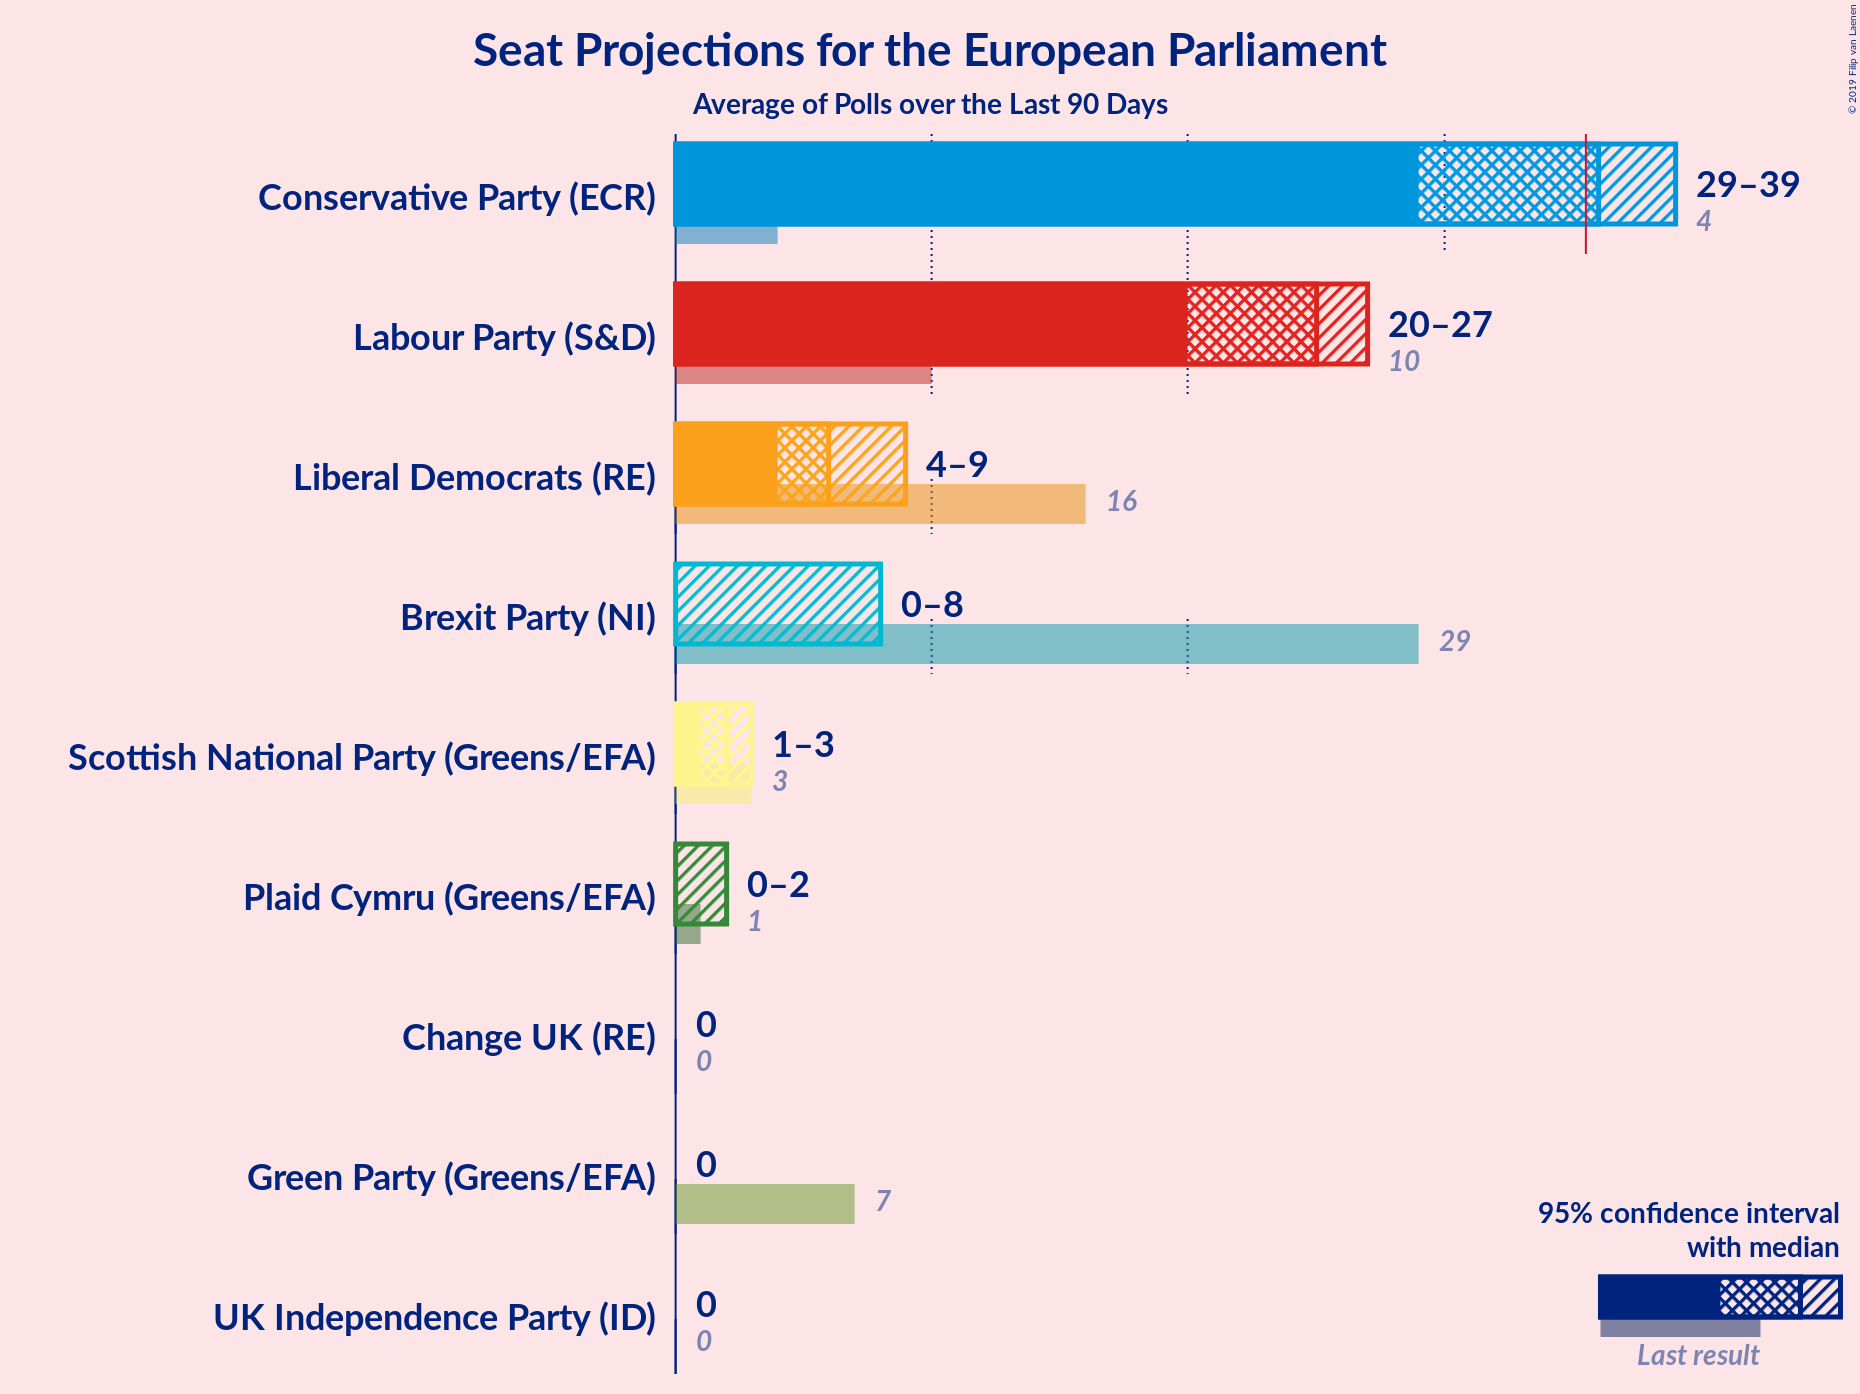 Seat Projections for the European Parliament
Average of Polls over the Last 90 Days
© 2019 Filip van Laenen
Conservative Party (ECR)
29–39
4
Labour Party (S&D)
20–27
10
Liberal Democrats (RE)
4–9
16
Brexit Party (NI)
0–8
29
Scottish National Party (Greens/EFA)
1–3
3
Plaid Cymru (Greens/EFA)
0–2
1
Change UK (RE)
0
0
Green Party (Greens/EFA)
0
7
UK Independence Party (ID)
0
0
95% confidence interval
with median
Last result